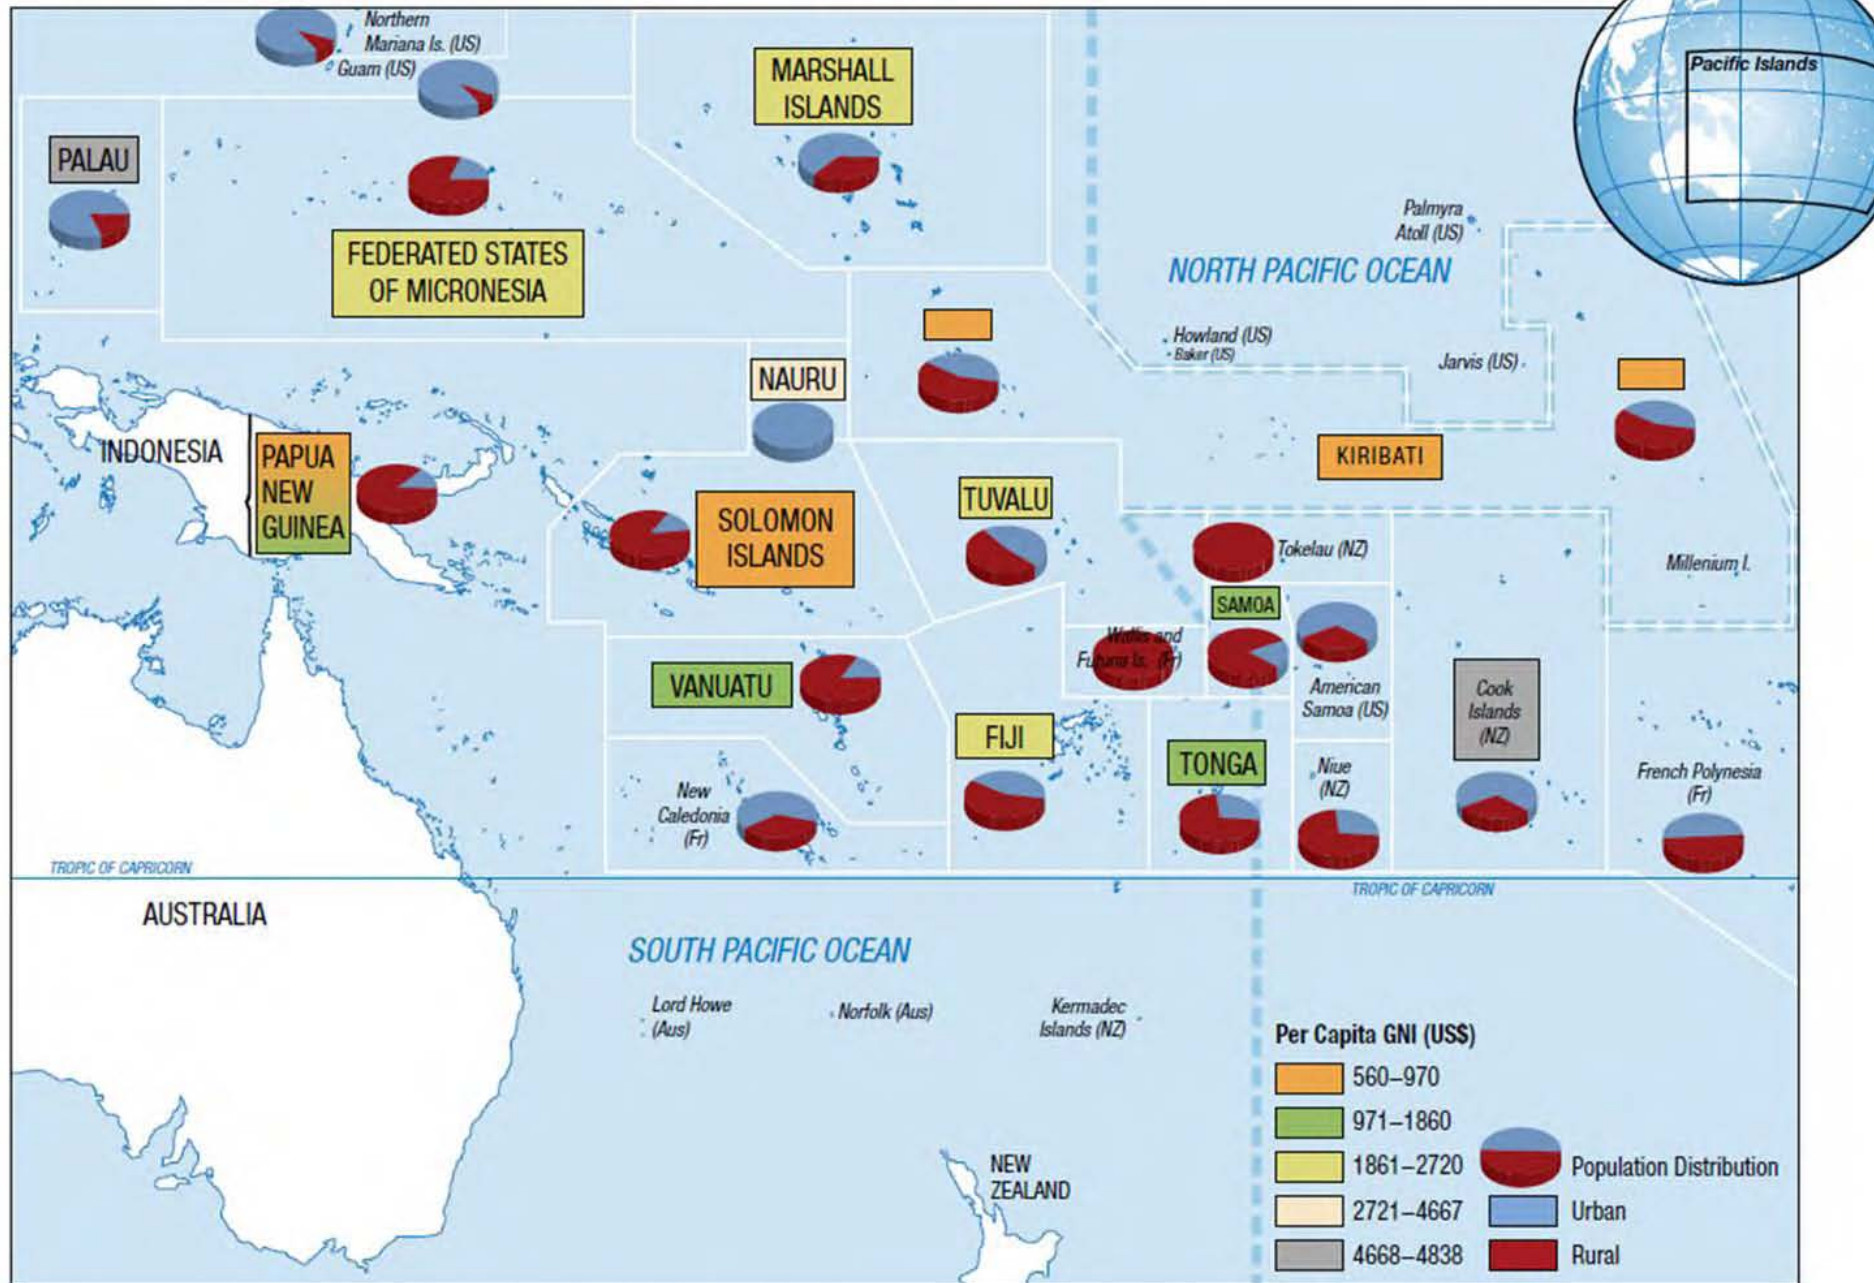 Northern
Mariana Is. (US)
Guam (US)
Pacific Islands
MARSHALL
ISLANDS
PALAU
FEDERATED STATES
OF MICRONESIA
Palmyra
Atoll (US)
NORTH PACIFIC OCEAN
Howland (US)
Baker (US)
Jarvis (US)
NAURU
INDONESIA
PAPUA
NEW
GUINEA
KIRIBATI
SOLOMON
ISLANDS
TUVALU
Tokelau (NZ)
Millenium I.
SAMOA
Wallis and
Futuna Is. (Fr)
VANUATU
American
Samoa (US)
Cook
Islands
(NZ)
FIJI
TONGA
Niue
(NZ)
French Polynesia
(Fr)
New
Caledonia
(Fr)
TROPIC OF CAPRICORN
TROPIC OF CAPRICORN
AUSTRALIA
SOUTH PACIFIC OCEAN
Lord Howe
(Aus)
Norfolk (Aus)
Kermadec
Islands (NZ)
NEW
ZEALAND
Per Capita GNI (US$)
560–970
971–1860
1861–2720
2721–4667
4668–4838
Population Distribution
Urban
Rural